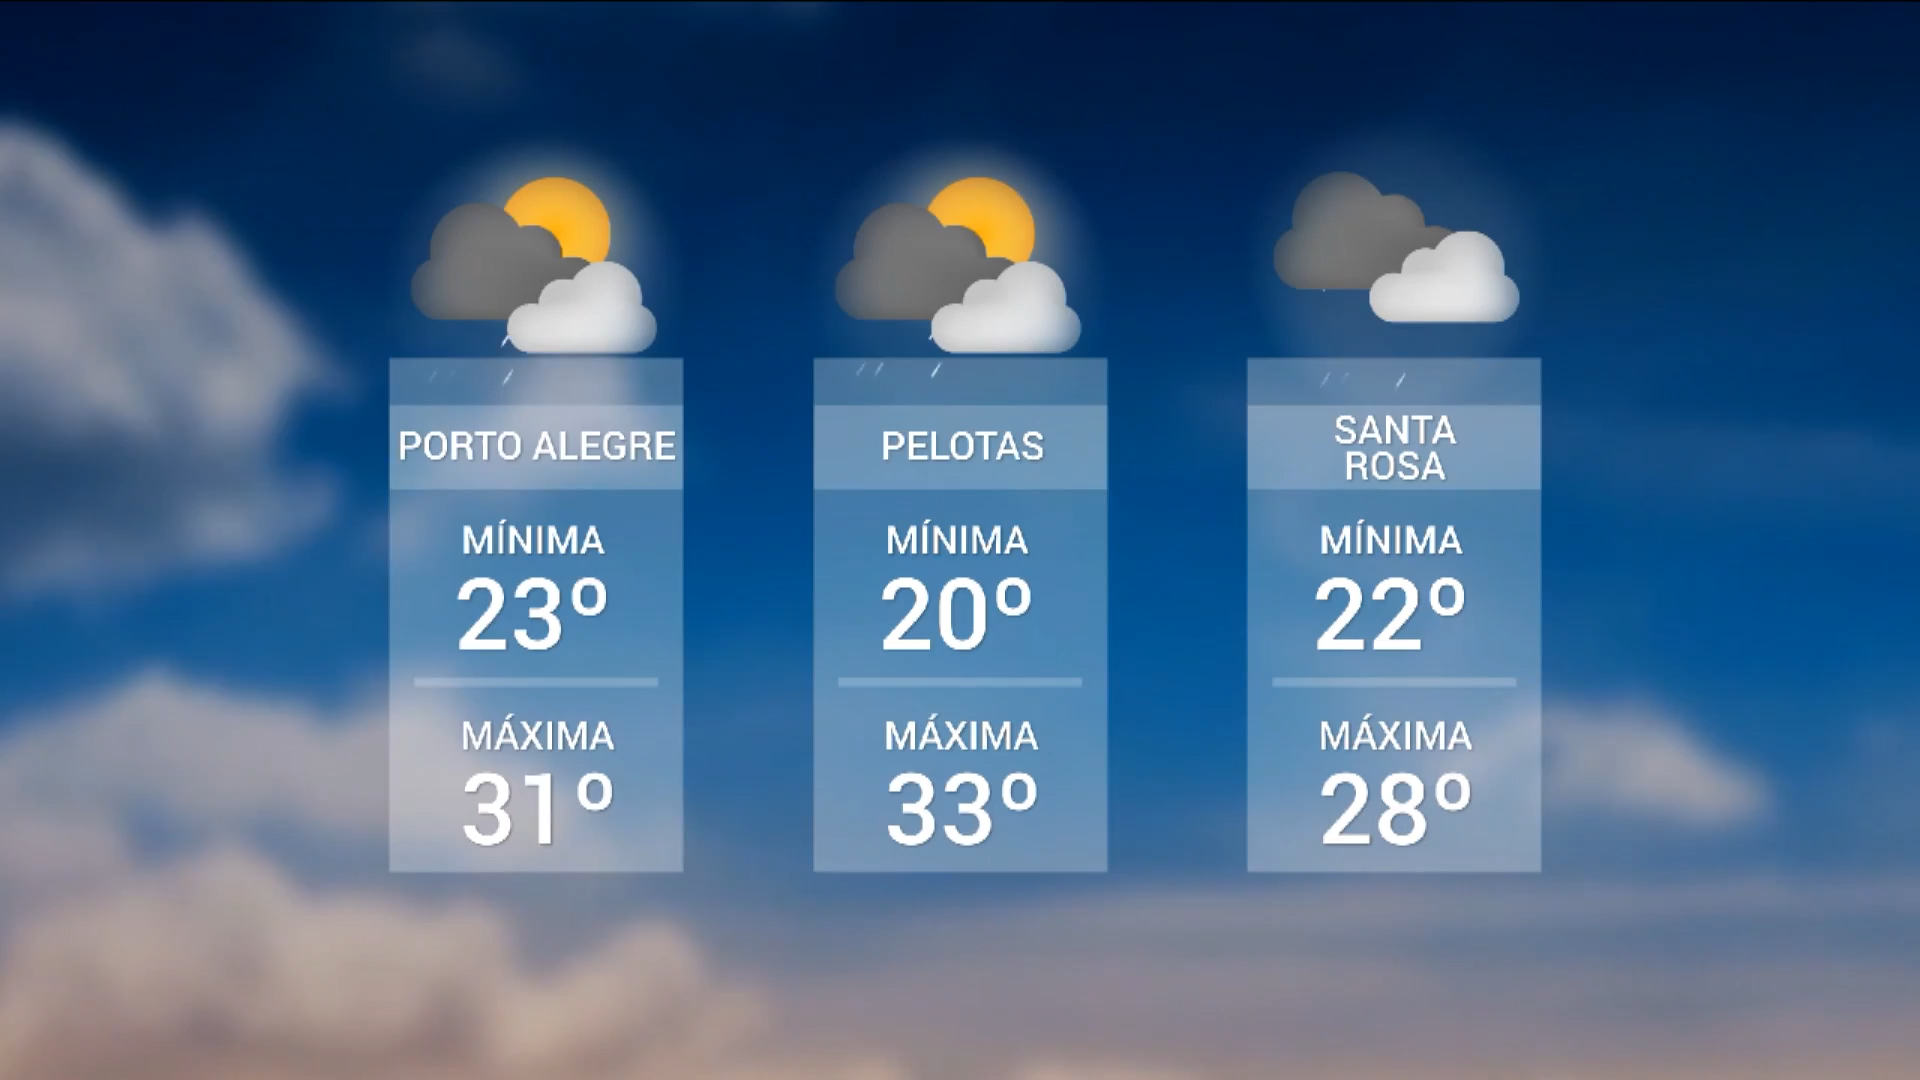 PORTO ALEGRE
MÍNIMA
23º
MÁXIMA
31º
PELOTAS
MÍNIMA
20º
MÁXIMA
33º
SANTA
ROSA
MÍNIMA
22º
MÁXIMA
28º